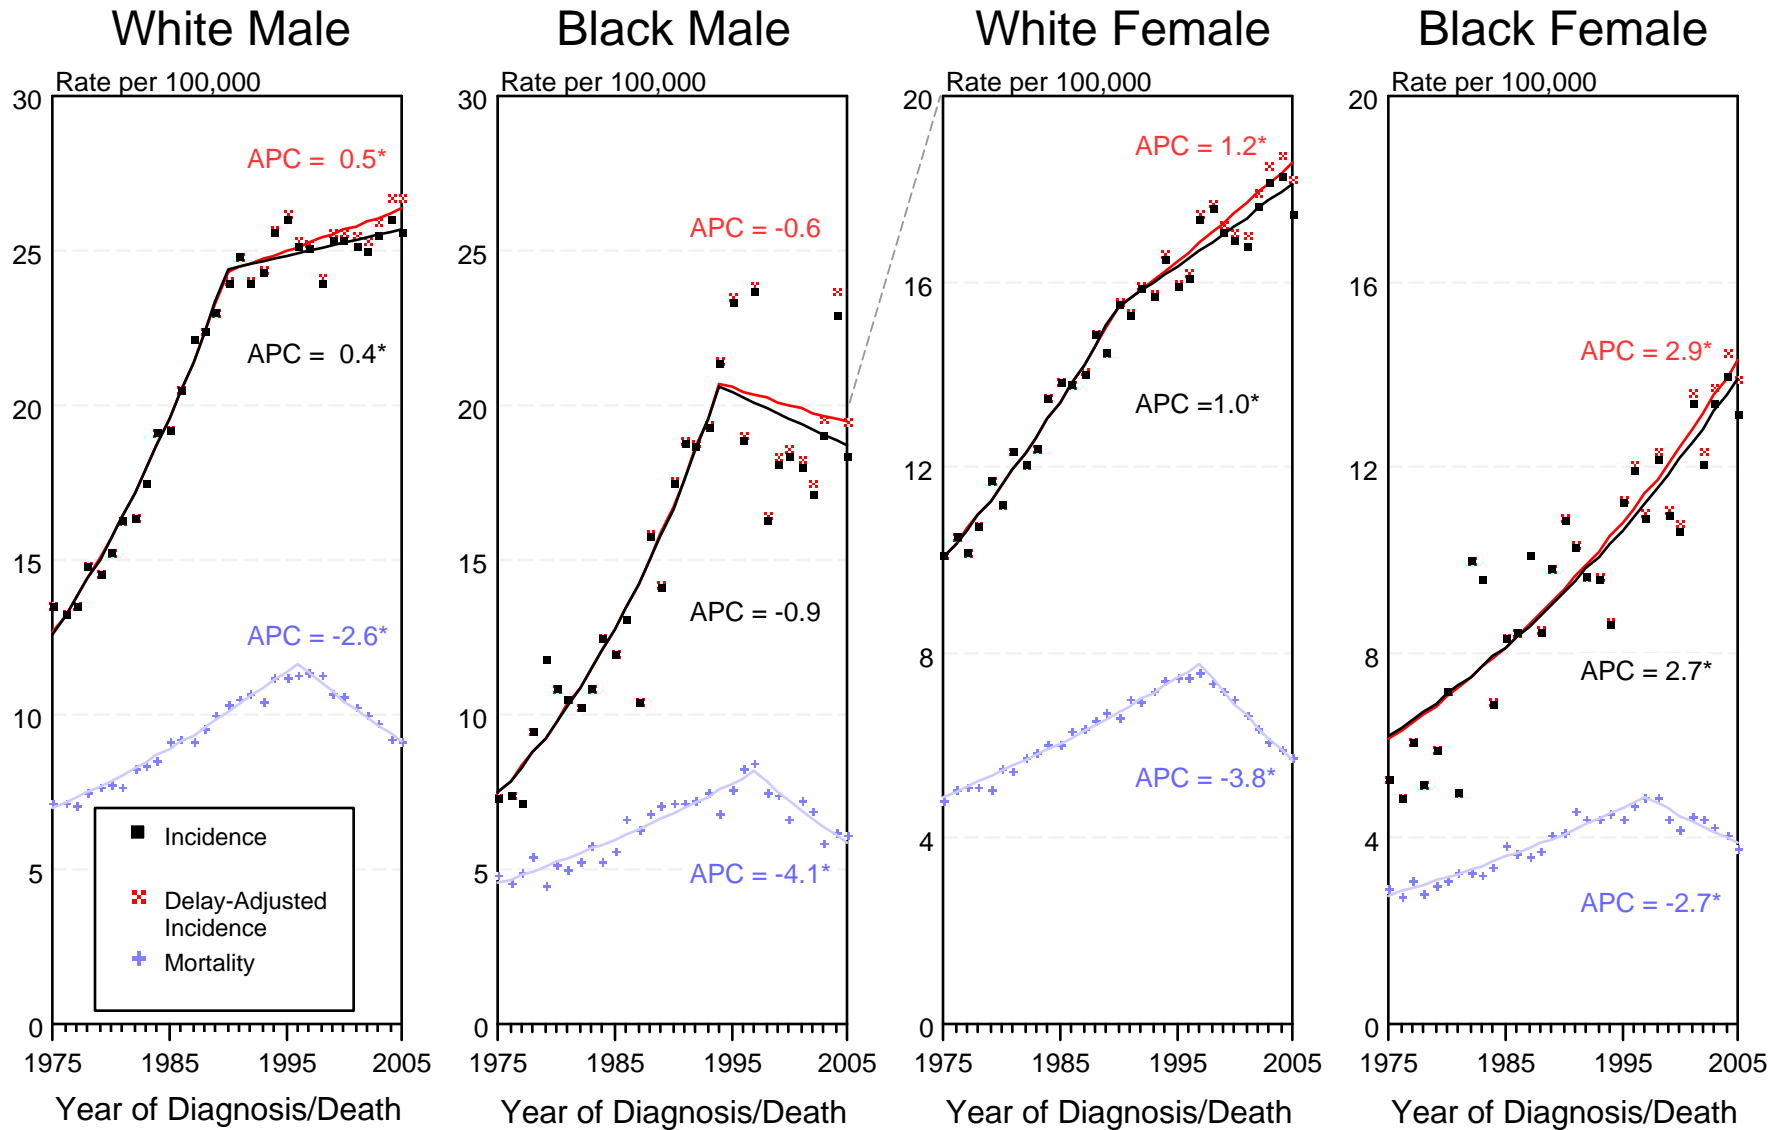 White Male
Black Male
White Female
Black Female
Rate per 100,000
Rate per 100,000
Rate per 100,000
Rate per 100,000
30
25
20
15
10
5
0
APC =  0.5*
APC =  0.4*
APC = -2.6*
Incidence
Delay-Adjusted
Incidence
Mortality
1975
1985
1995
2005
Year of Diagnosis/Death
30
25
20
15
10
5
0
APC = -0.6
APC = -0.9
APC = -4.1*
1975
1985
1995
2005
Year of Diagnosis/Death
20
16
12
8
4
0
APC = 1.2*
APC =1.0*
APC = -3.8*
1975
1985
1995
2005
Year of Diagnosis/Death
20
16
12
8
4
0
APC = 2.9*
APC = 2.7*
APC = -2.7*
1975
1985
1995
2005
Year of Diagnosis/Death